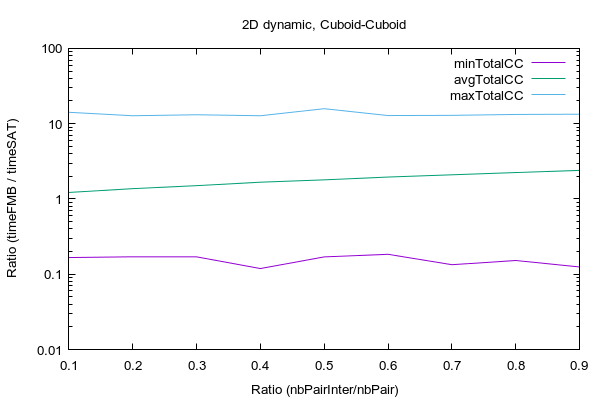 2D dynamic, Cuboid-Cuboid
100
10
1
0.1
0.01
Ratio (timeFMB / timeSAT)
minTotalCC
avgTotalCC
maxTotalCC
0.1 0.2 0.3 0.4 0.5 0.6 0.7 0.8 0.9
Ratio (nbPairInter/nbPair)